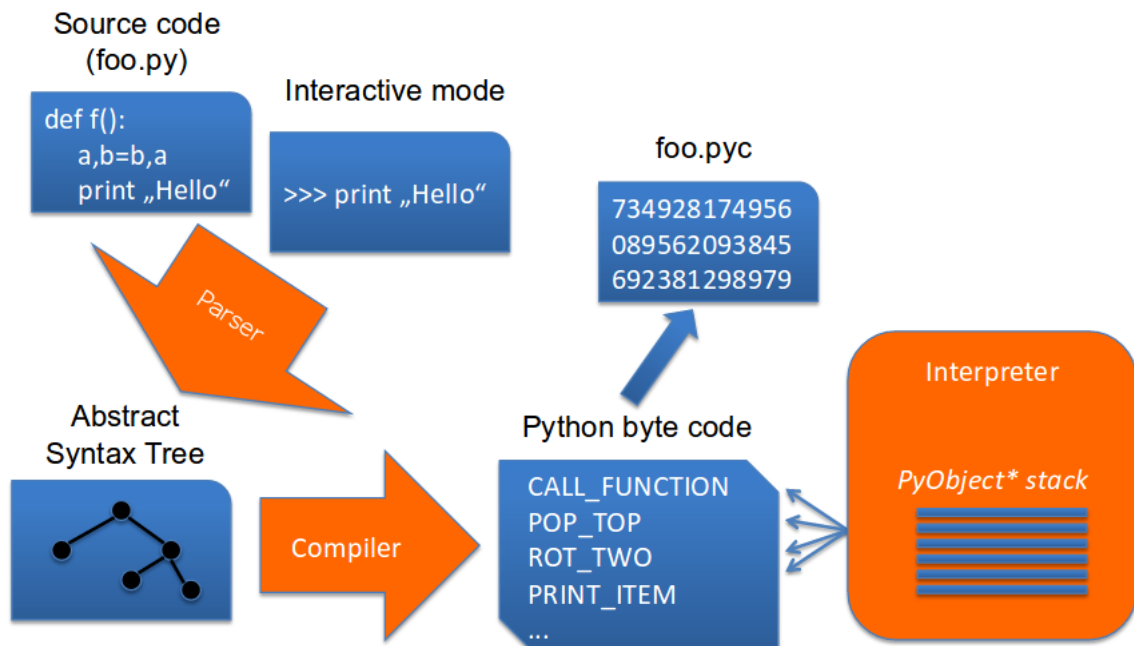 Source code
(foo.py)
def f():
a,b=b,a
print „Hello“
Interactive mode
>>> print „Hello“
foo.pyc
734928174956
089562093845
692381298979
Parser
Abstract
Syntax Tree
Compiler
Python byte code
CALL_FUNCTION
POP_TOP
ROT_TWO
PRINT_ITEM
...
Interpreter
PyObject* stack